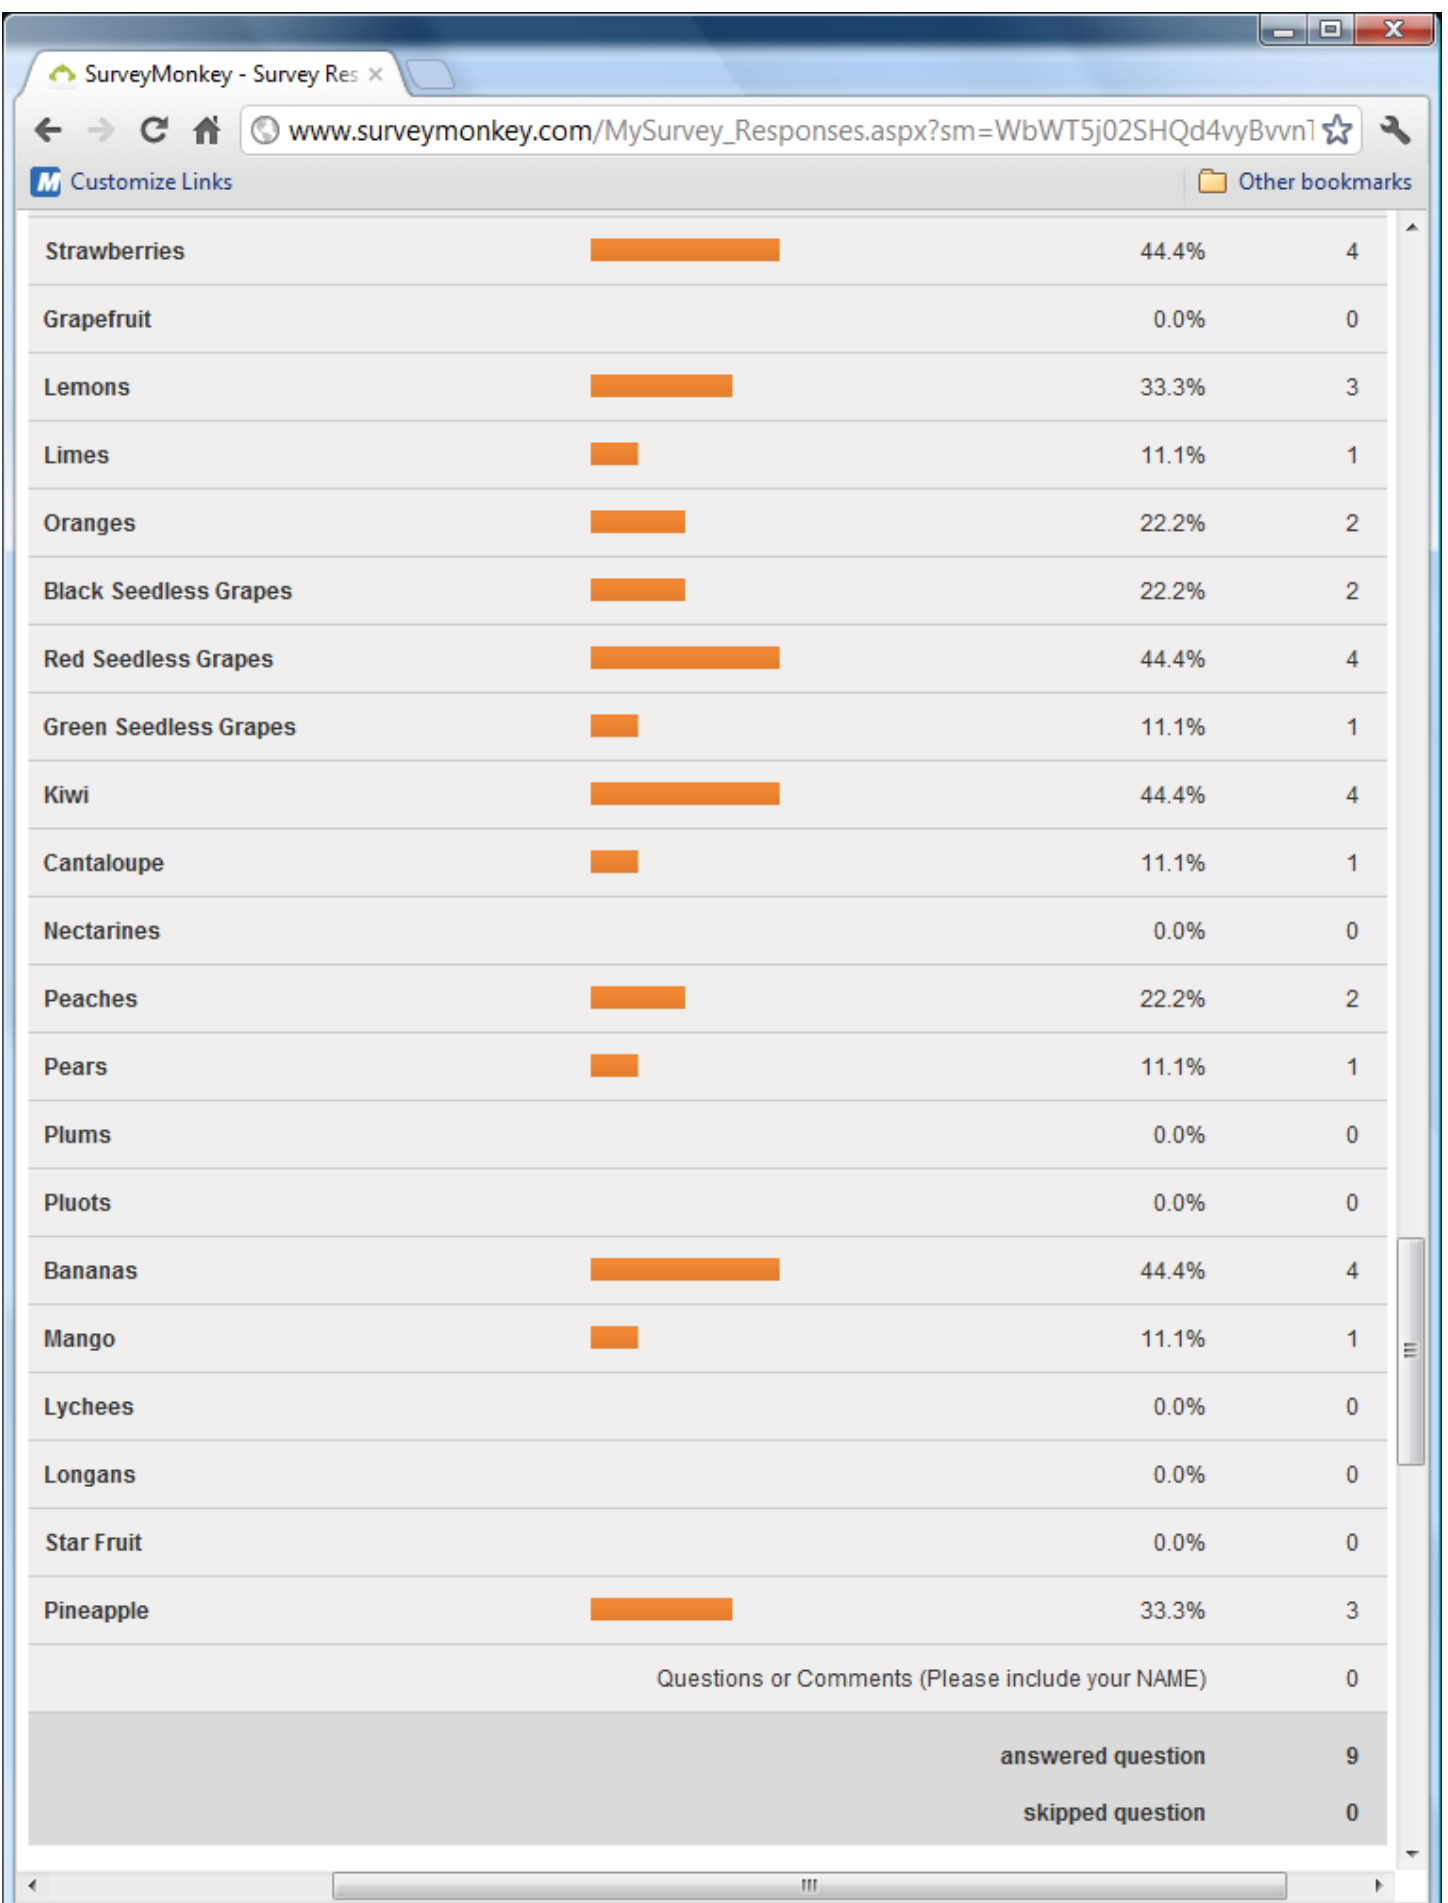 SurveyMonkey - Survey Res
www.surveymonkey.com/MySurvey_Responses.aspx?sm=WbWT5j02SHQd4vyBvvn
Customize Links Other bookmarks
Strawberries 44.4% 4
Grapefruit 0.0% 0
Lemons 33.3% 3
Limes 11.1% 1
Oranges 22.2% 2
Black Seedless Grapes 22.2% 2
Red Seedless Grapes 44.4% 4
Green Seedless Grapes 11.1% 1
Kiwi 44.4% 4
Cantaloupe 11.1% 1
Nectarines 0.0% 0
Peaches 22.2% 2
Pears 11.1% 1
Plums 0.0% 0
Pluots 0.0% 0
Bananas 44.4% 4
Mango 11.1% 1
Lychees 0.0% 0
Longans 0.0% 0
Star Fruit 0.0% 0
Pineapple 33.3% 3
Questions or Comments (Please include your NAME) 0
answered question 9
skipped question 0